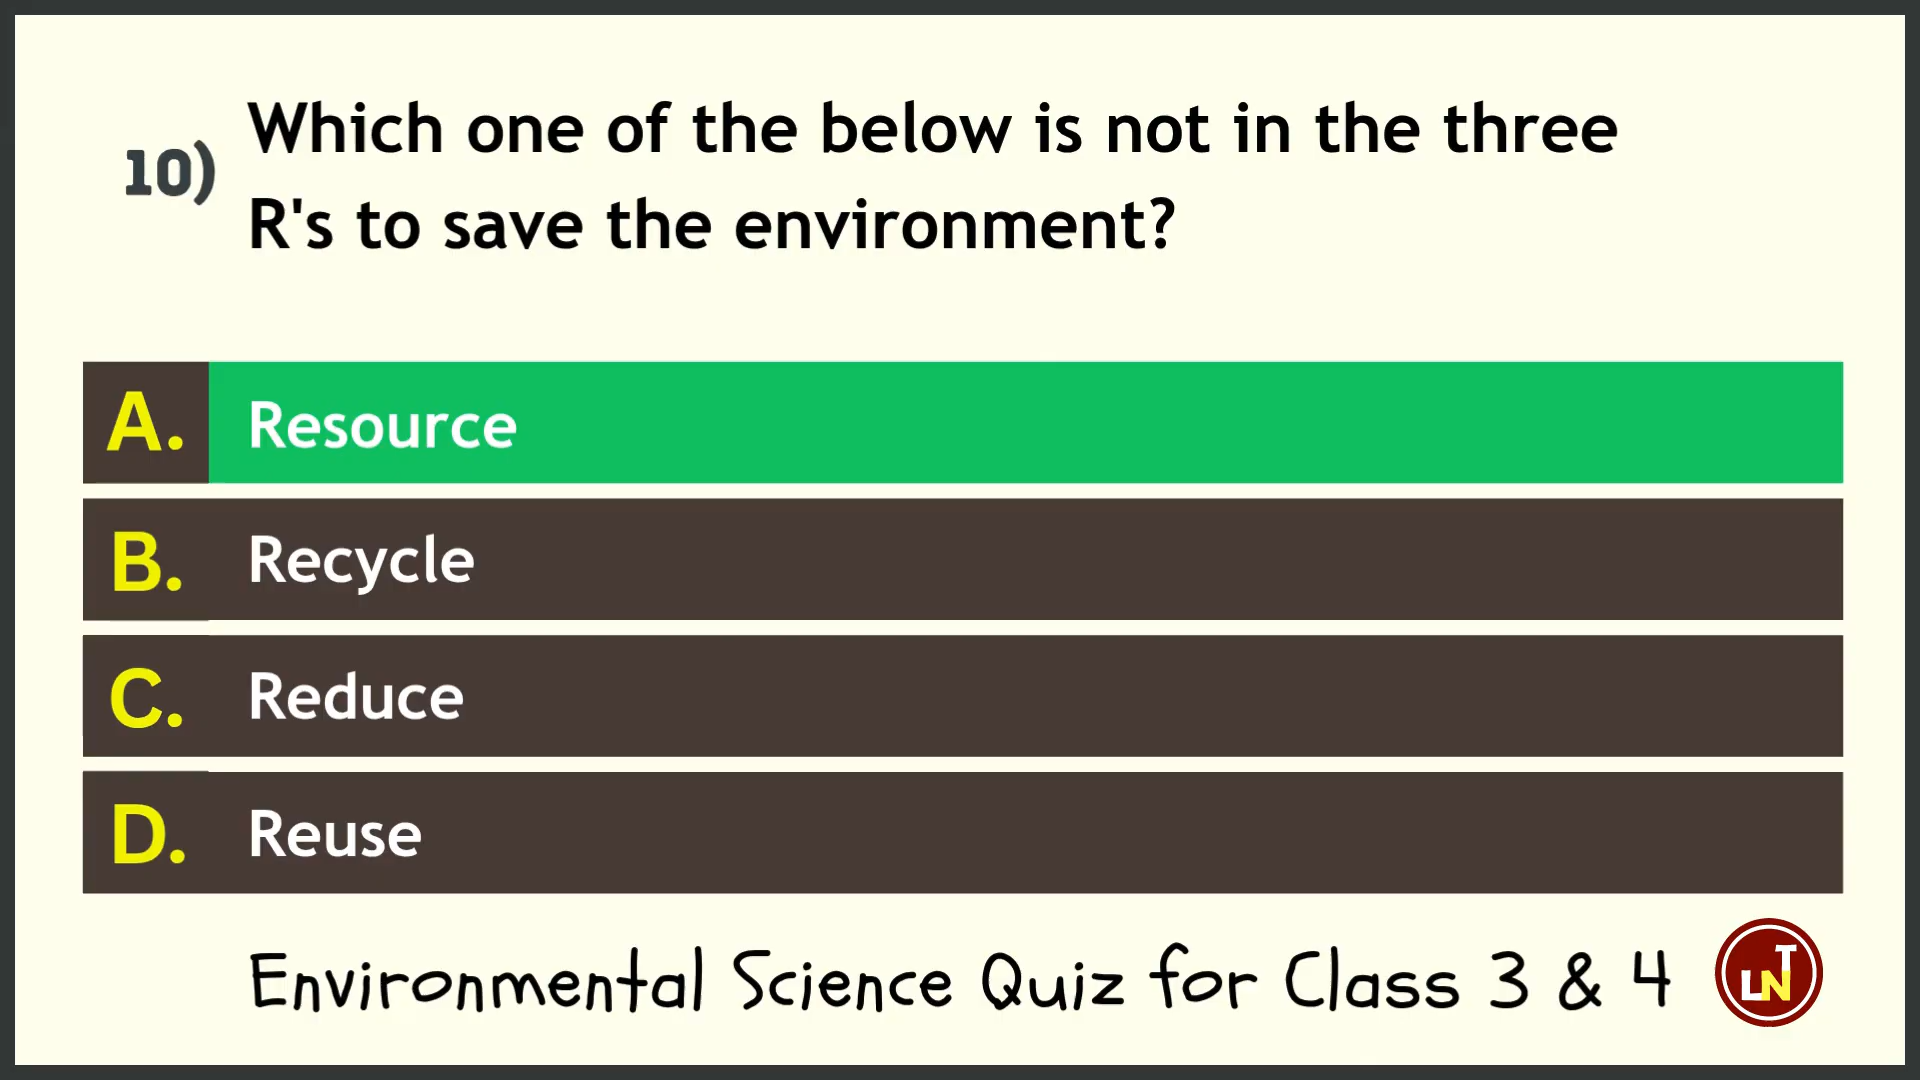 10) Which one of the below is not in the three
R's to save the environment?
A. Resource
B. Recycle
C. Reduce
D. Reuse
Environmental Science Quiz for Class 3 & 4
LNT